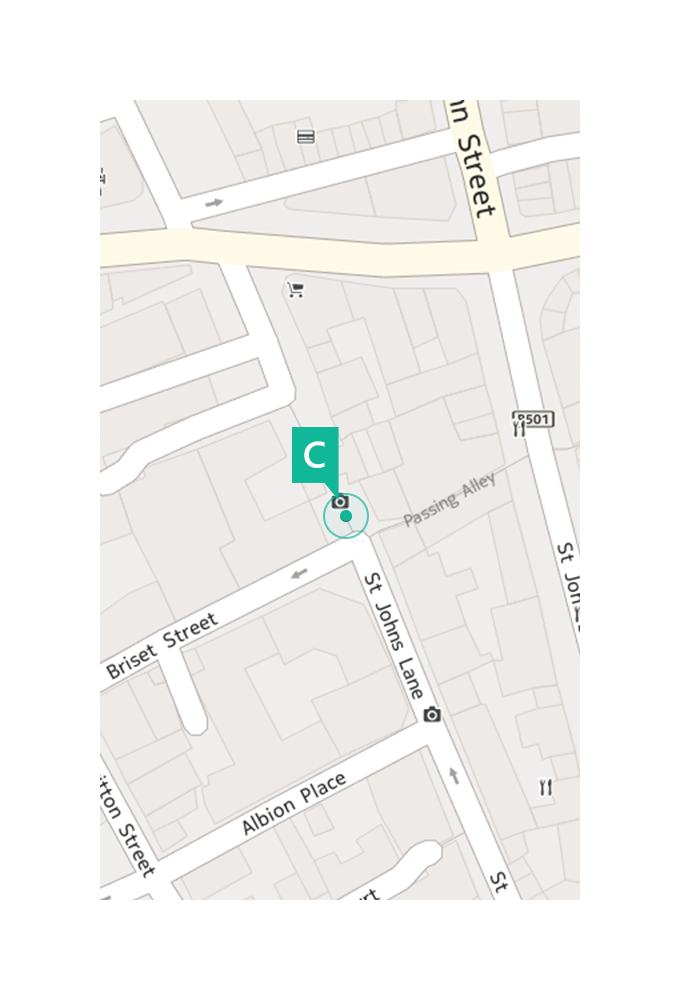 Street
B501
C
Passing Alley
St Johns Lane
Briset Street
Albion Place
Street
St